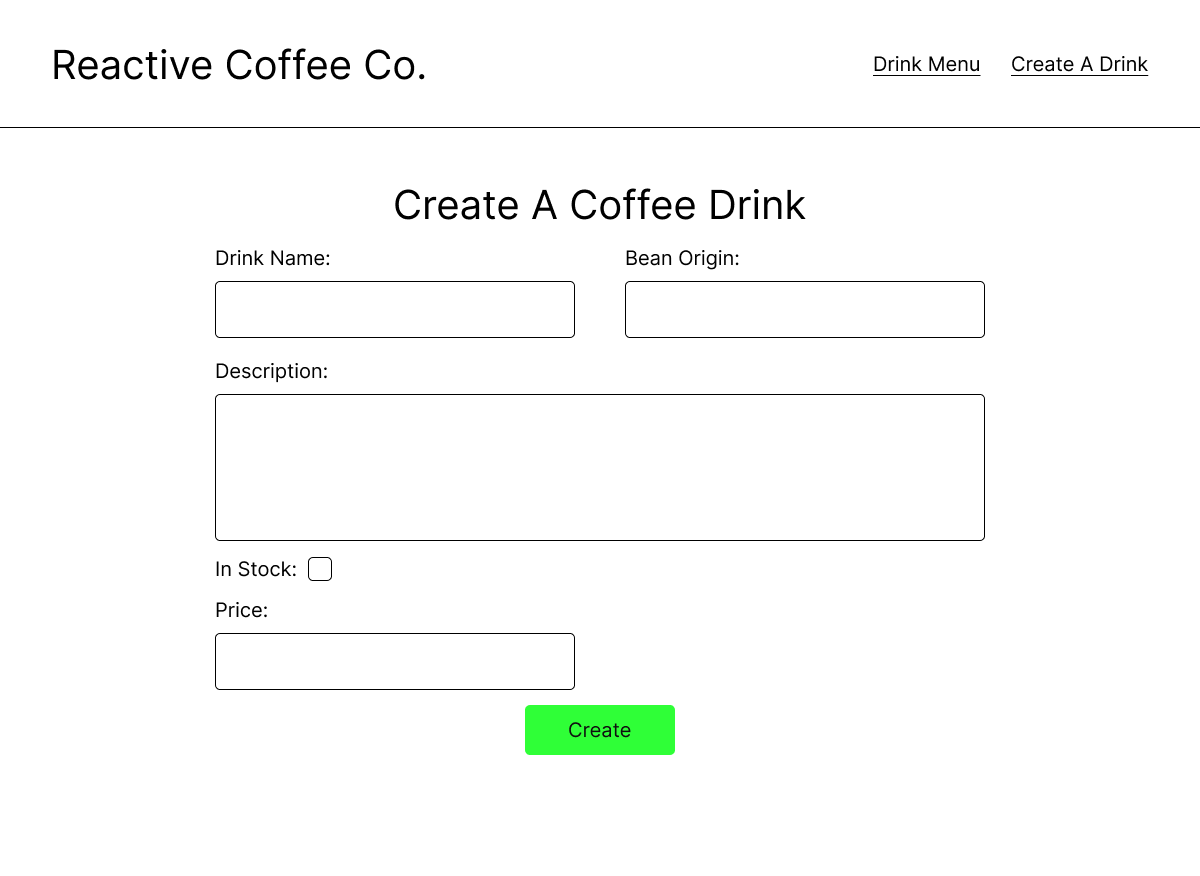 Reactive Coffee Co.
Drink Menu
Create A Drink
Create A Coffee Drink
Drink Name:
Bean Origin:
Description:
In Stock:
Price:
Create